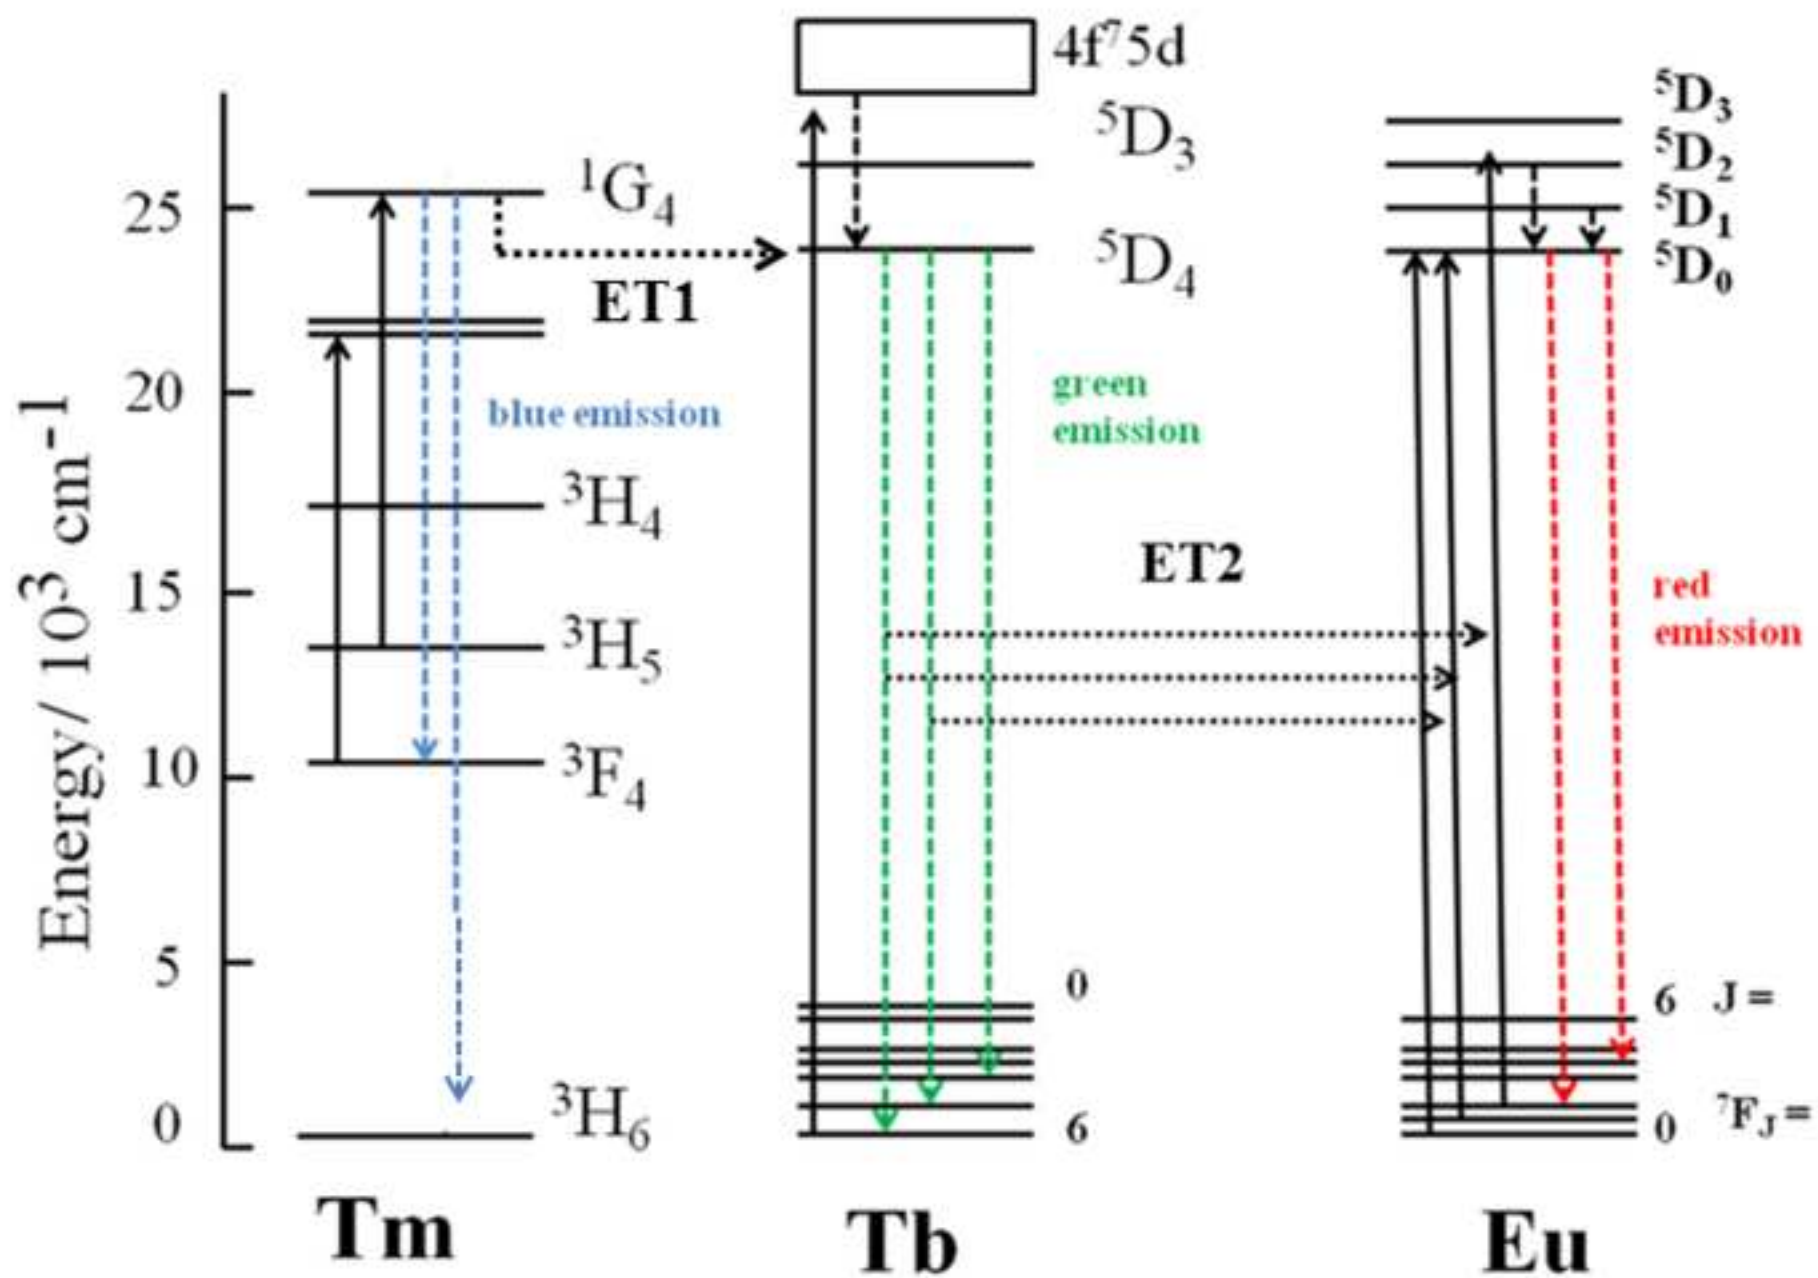 4f⁷5d
⁵D₃
⁵D₃
⁵D₂
¹G₄
25
⁵D₁
⁵D₄
⁵D₀
ET1
20
green
emission
blue emission
Energy/ 10³ cm⁻¹
³H₄
ET2
15
red
emission
³H₅
10
³F₄
5
0
6 J =
0
³H₆
6
0 ⁷F_J =
Tm
Tb
Eu